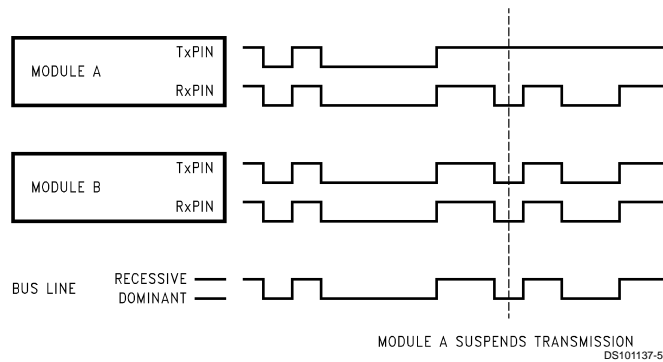 TxPIN
MODULE A
RxPIN
TxPIN
MODULE B
RxPIN
RECESSIVE
BUS LINE
DOMINANT
MODULE A SUSPENDS TRANSMISSION
DS101137-5